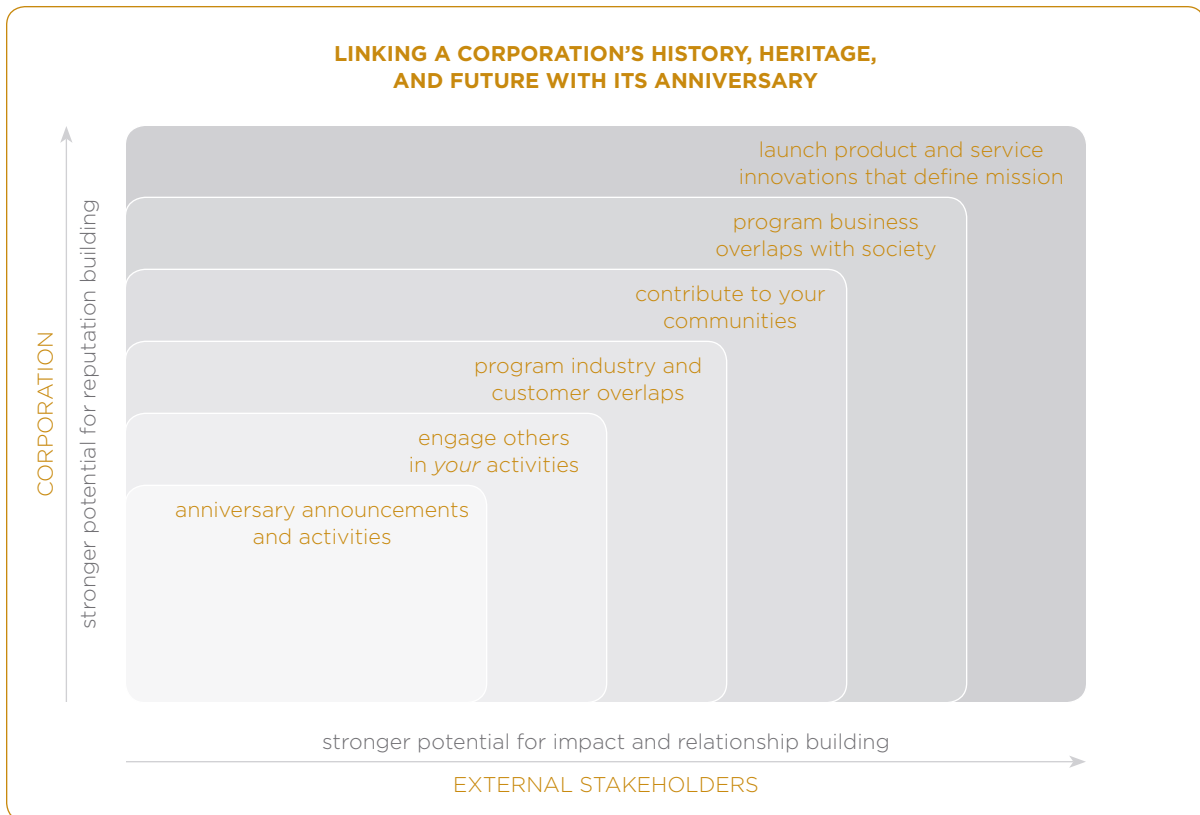 LINKING A CORPORATION’S HISTORY, HERITAGE,
AND FUTURE WITH ITS ANNIVERSARY
launch product and service
innovations that define mission
program business
overlaps with society
contribute to your
communities
program industry and
customer overlaps
engage others
in your activities
anniversary announcements
and activities
CORPORATION
stronger potential for reputation building
stronger potential for impact and relationship building
EXTERNAL STAKEHOLDERS